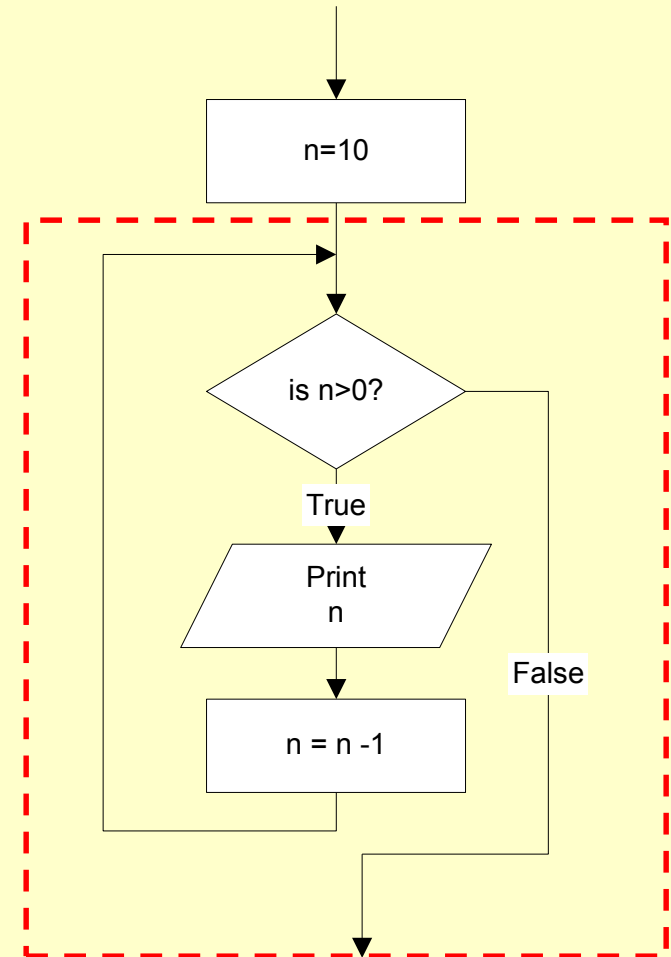 n=10
is n>0?
True
Print
n
False
n = n -1